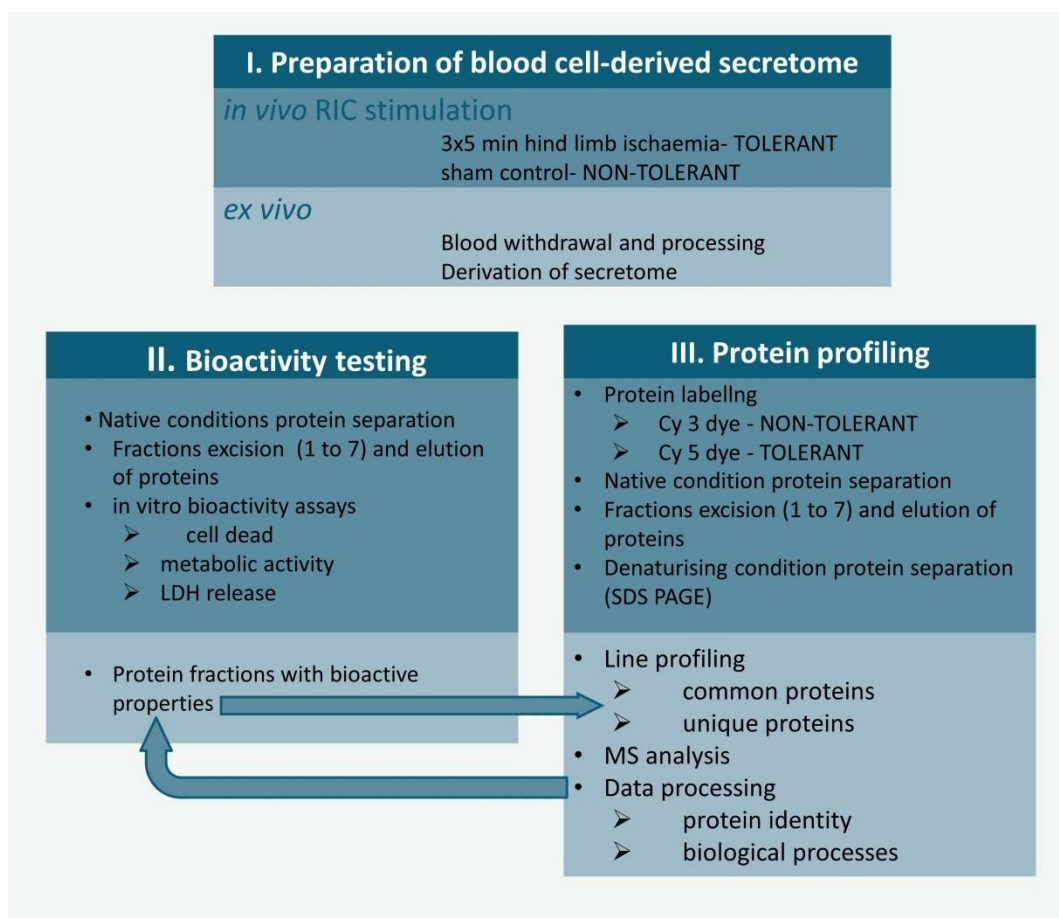 I. Preparation of blood cell-derived secretome
in vivo RIC stimulation
3x5 min hind limb ischaemia- TOLERANT
sham control- NON-TOLERANT
ex vivo
Blood withdrawal and processing
Derivation of secretome
II. Bioactivity testing
• Native conditions protein separation
• Fractions excision (1 to 7) and elution
of proteins
• in vitro bioactivity assays
➢ cell dead
➢ metabolic activity
➢ LDH release
• Protein fractions with bioactive
properties
III. Protein profiling
• Protein labellng
➢ Cy 3 dye - NON-TOLERANT
➢ Cy 5 dye - TOLERANT
• Native condition protein separation
• Fractions excision (1 to 7) and elution of
proteins
• Denaturising condition protein separation
(SDS PAGE)
• Line profiling
➢ common proteins
➢ unique proteins
• MS analysis
• Data processing
➢ protein identity
➢ biological processes